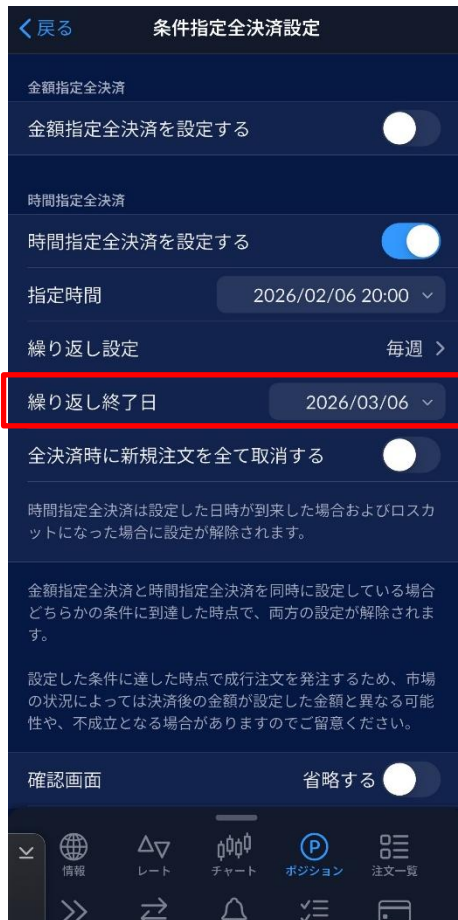 戻る
条件指定全決済設定
金額指定全決済
金額指定全決済を設定する
時間指定全決済
時間指定全決済を設定する
指定時間
2026/02/06 20:00
繰り返し設定
毎週
繰り返し終了日
2026/03/06
全決済時に新規注文を全て取消する
時間指定全決済は設定した日時が到来した場合およびロスカ
ットになった場合に設定が解除されます。
金額指定全決済と時間指定全決済を同時に設定している場合
どちらかの条件に到達した時点で、両方の設定が解除されま
す。
設定した条件に達した時点で成行注文を発注するため、市場
の状況によっては決済後の金額が設定した金額と異なる可能
性や、不成立となる場合がありますのでご留意ください。
確認画面
省略する
情報
レート
チャート
P
ポジション
注文一覧